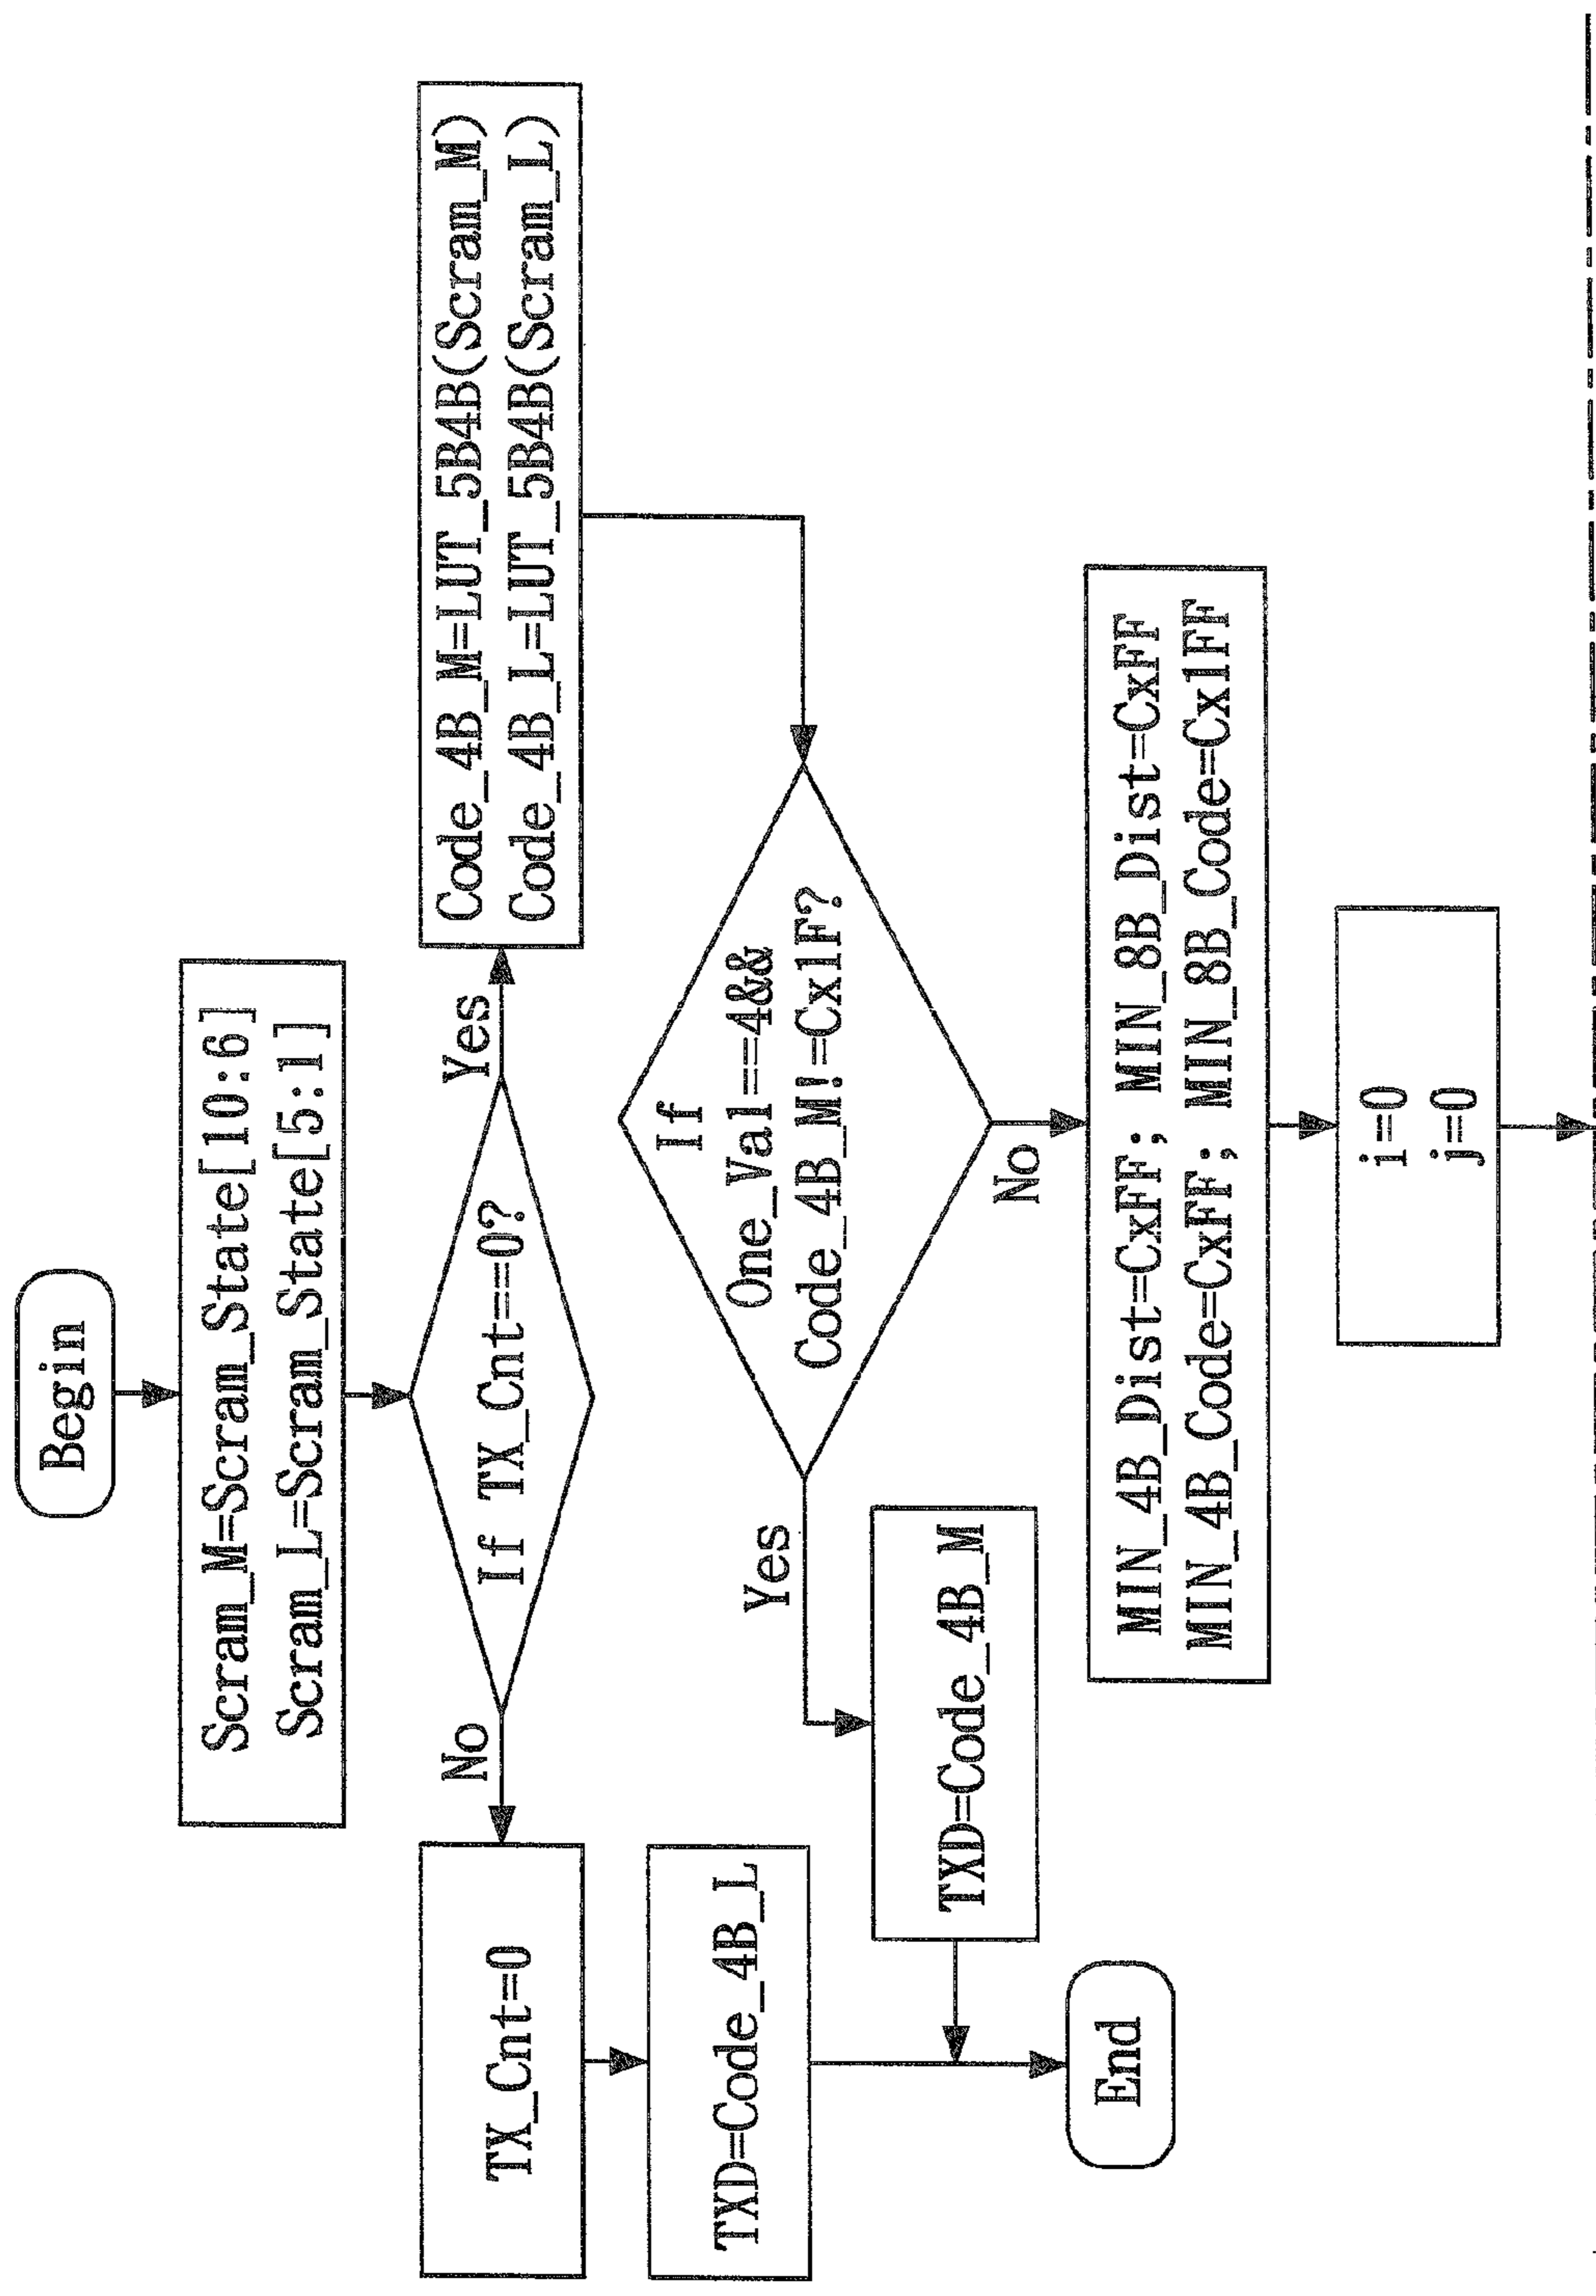 Begin
Scram_M=Scram_State[10:6]
Scram_L=Scram_State[5:1]
If TX_Cnt==0?
No
Yes
TX_Cnt=0
TXD=Code_4B_L
Code_4B_M=LUT_5B4B(Scram_M)
Code_4B_L=LUT_5B4B(Scram_L)
If
One_Val==4&&
Code_4B_M!=Cx1F?
Yes
No
TXD=Code_4B_M
End
MIN_4B_Dist=CxFF; MIN_8B_Dist=CxFF
MIN_4B_Code=CxFF; MIN_8B_Code=Cx1FF
i=0
j=0